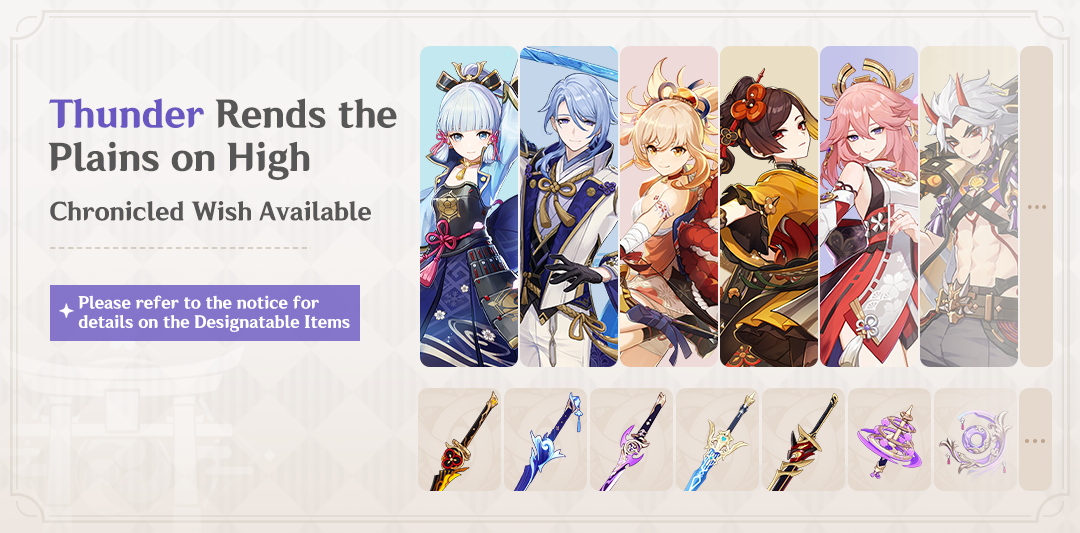 Thunder Rends the
Plains on High
Chronicled Wish Available
Please refer to the notice for
details on the Designatable Items